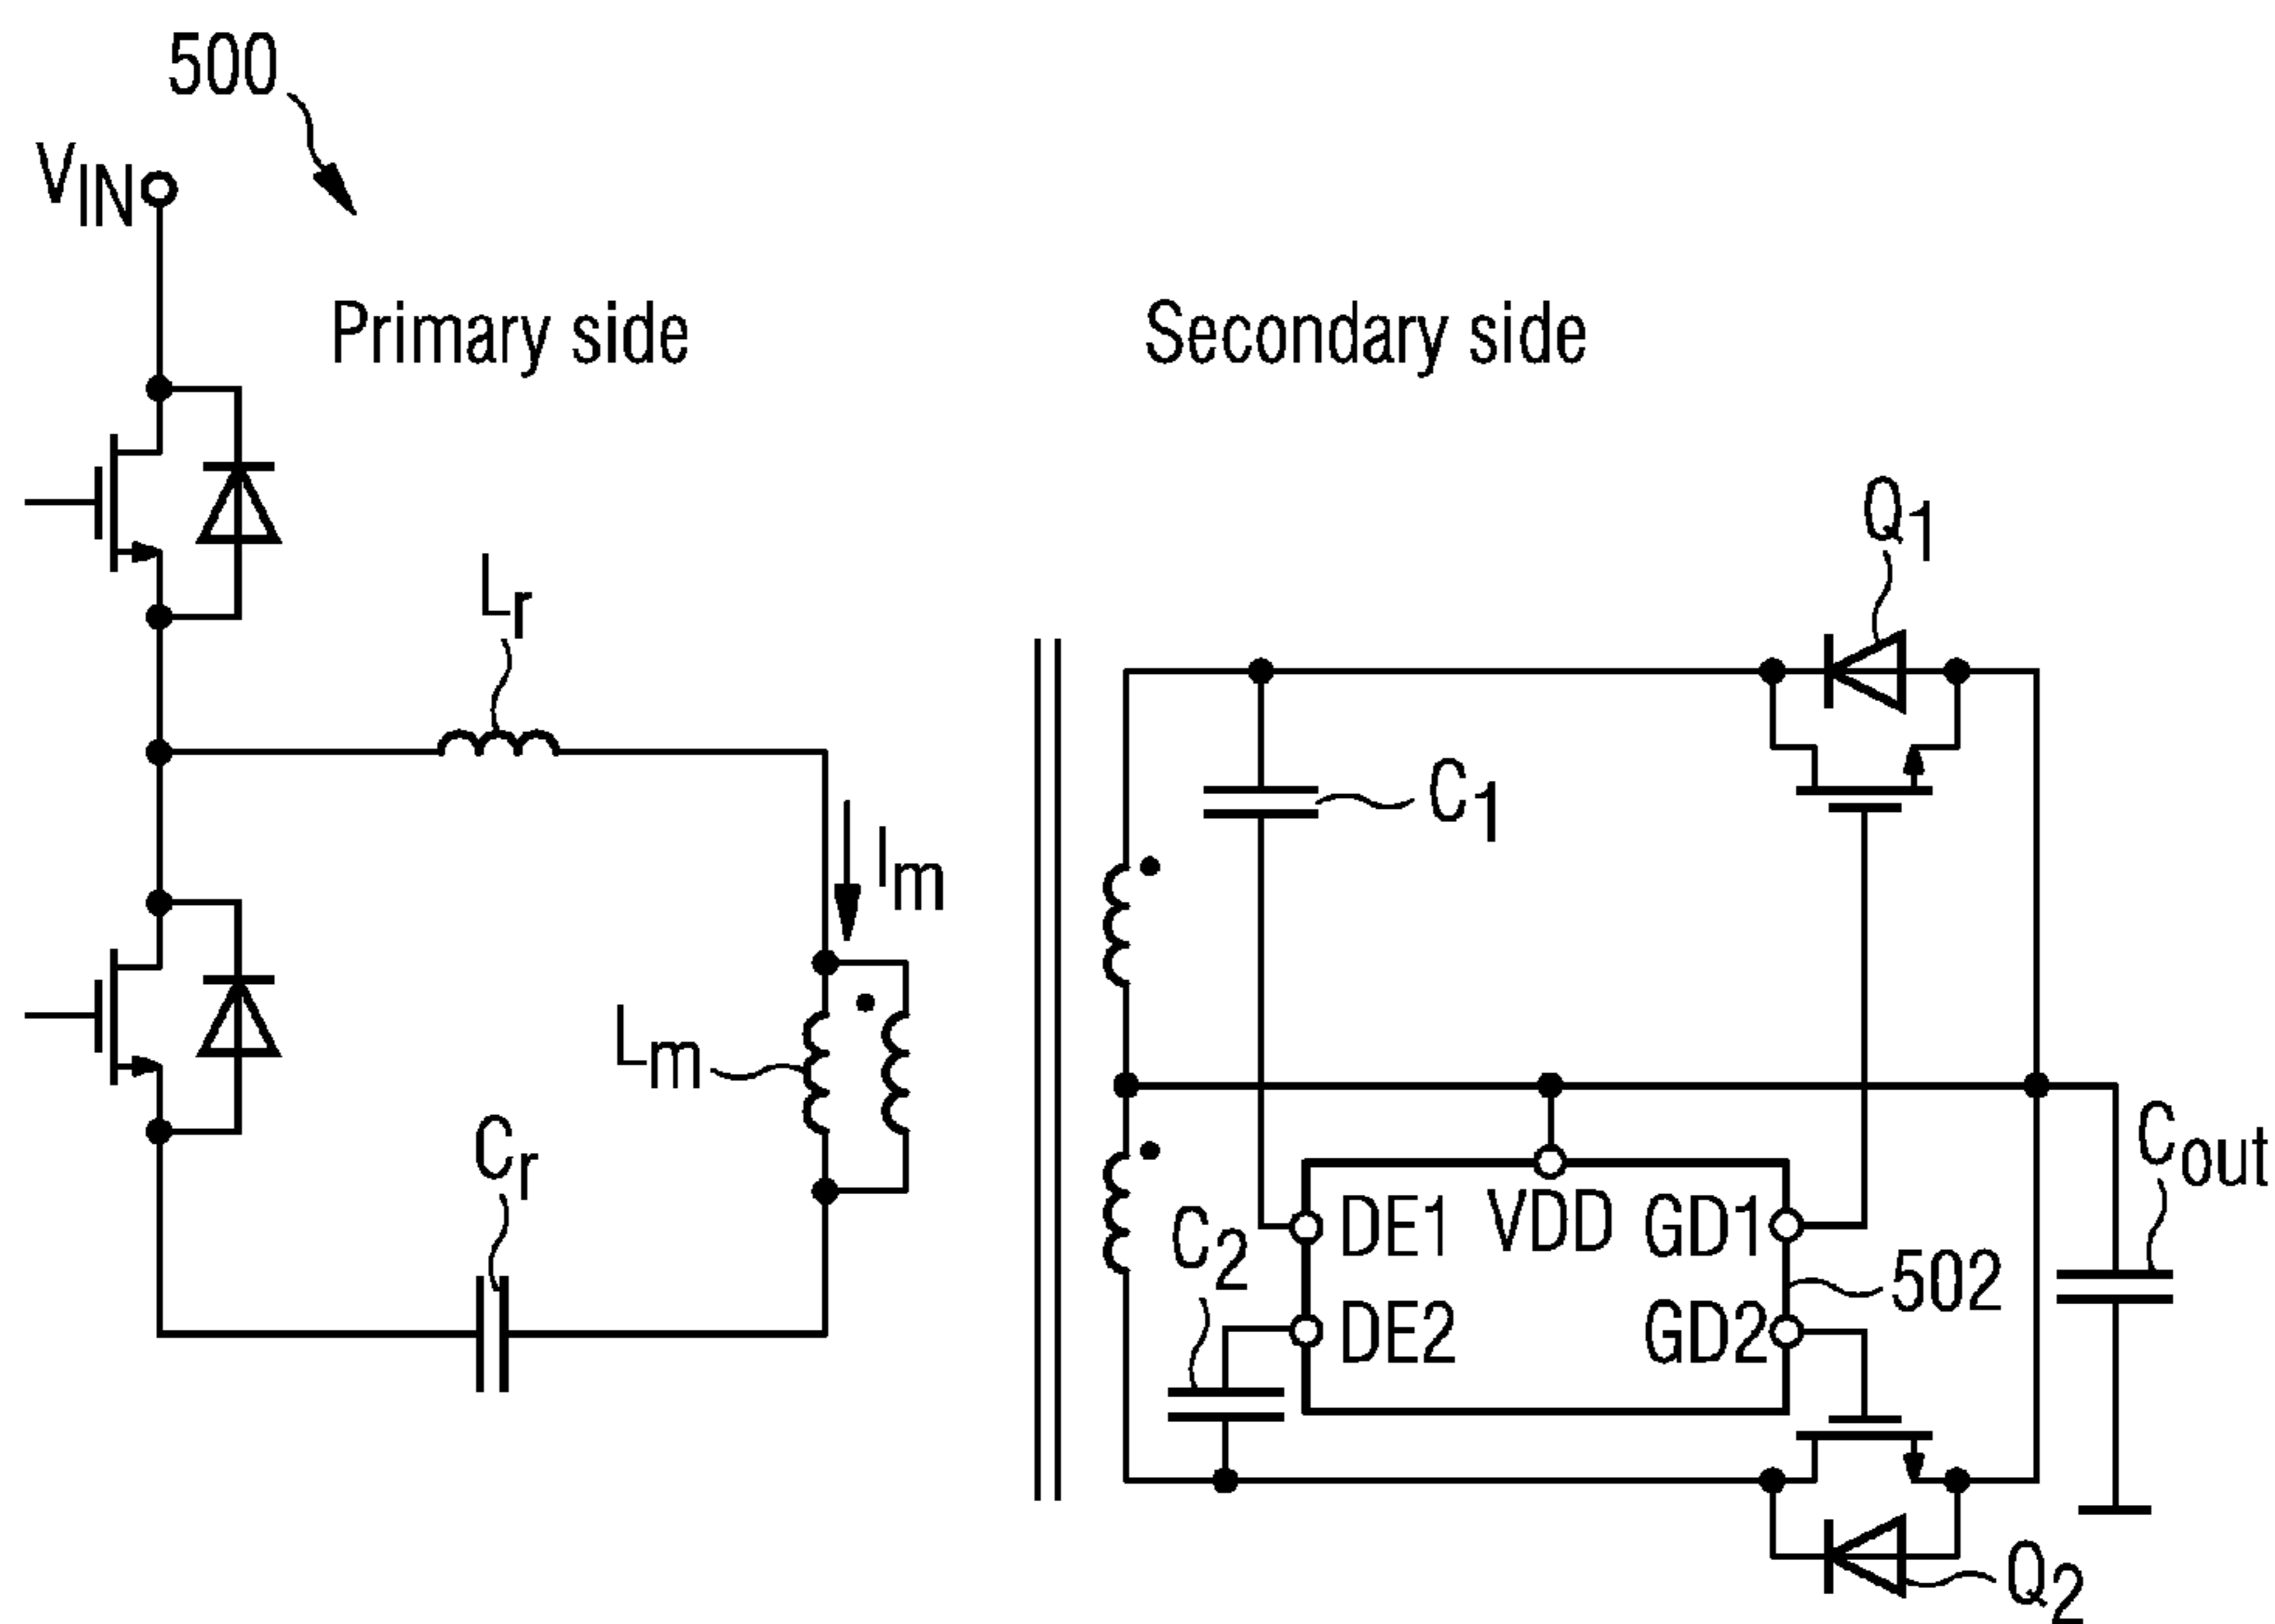 500
VIN
Primary side
Secondary side
Q1
Lr
C1
Im
Lm
Cr
Cout
C2
DE1
VDD
GD1
502
DE2
GD2
Q2